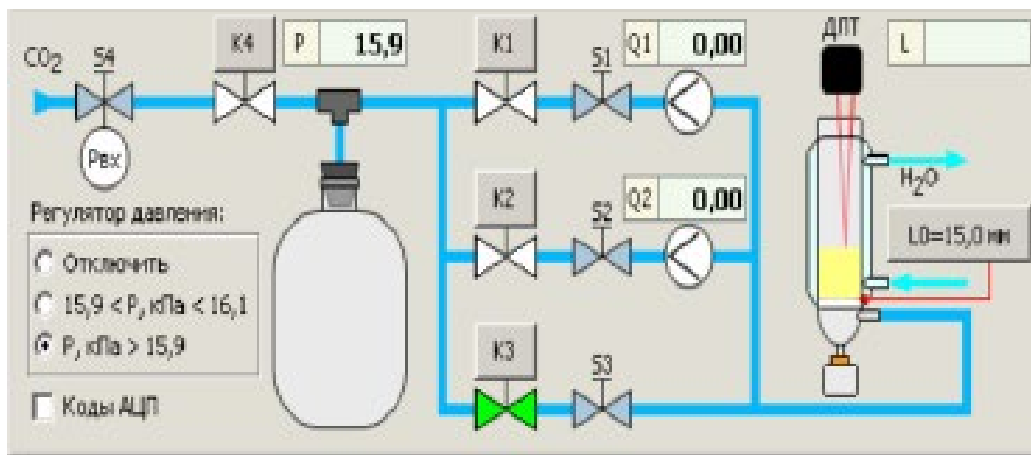 CO2
S4
K4
P
15,9
K1
S1
Q1
0,00
ДПТ
L
Pвх
K2
S2
Q2
0,00
H2O
L0=15,0 мм
Регулятор давления:
Отключить
15,9 < P, кПа < 16,1
P, кПа > 15,9
Коды АЦП
K3
S3